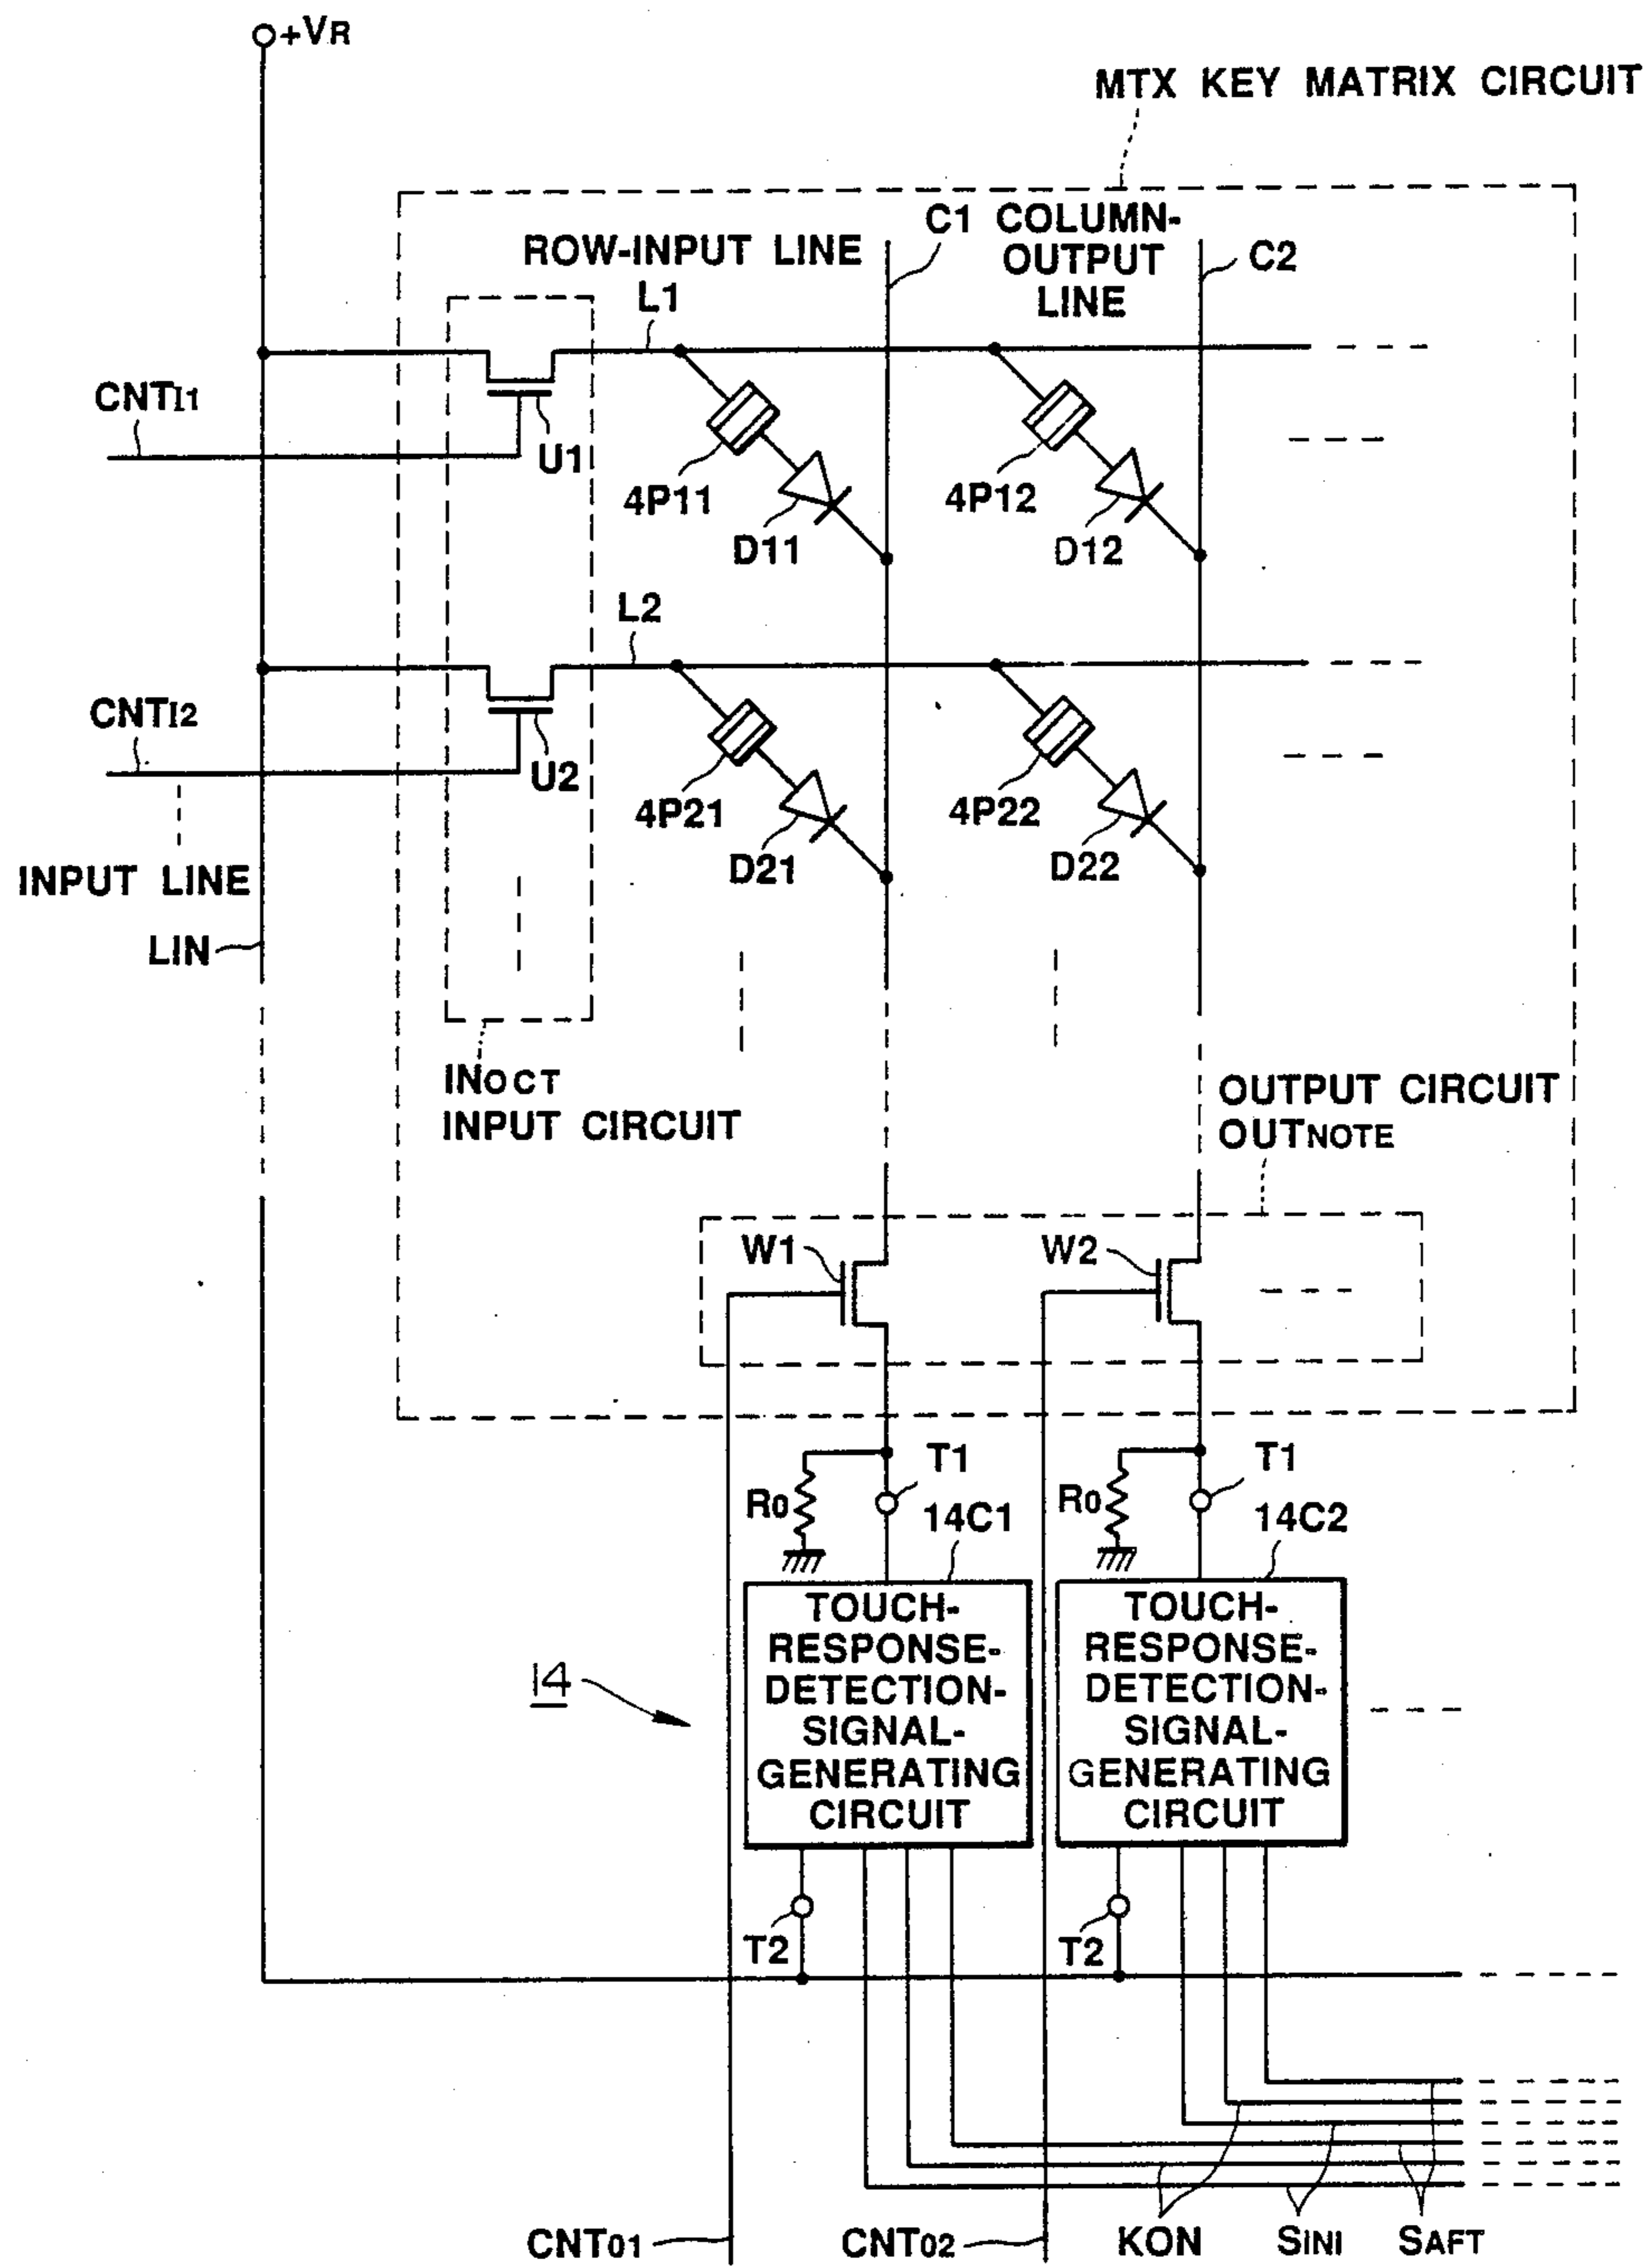 +VR
MTX KEY MATRIX CIRCUIT
C1 COLUMN-
OUTPUT
LINE
C2
ROW-INPUT LINE
L1
CNTI1
U1
4P11
D11
4P12
D12
L2
CNTI2
U2
4P21
D21
4P22
D22
INPUT LINE
LIN
INOCT
INPUT CIRCUIT
OUTPUT CIRCUIT
OUTNOTE
W1
W2
R0
T1
14C1
R0
T1
14C2
14
TOUCH-
RESPONSE-
DETECTION-
SIGNAL-
GENERATING
CIRCUIT
TOUCH-
RESPONSE-
DETECTION-
SIGNAL-
GENERATING
CIRCUIT
T2
T2
CNT01
CNT02
KON
SINI
SAFT